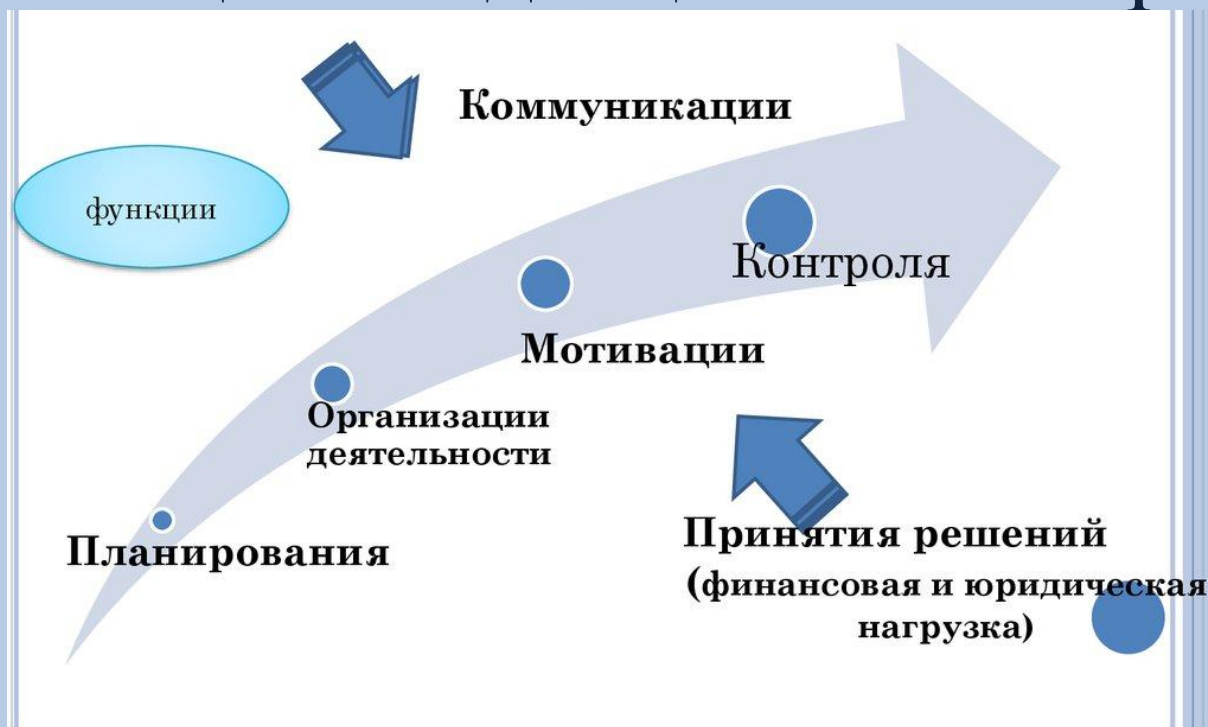 Коммуникации
функции
Контроля
Мотивации
Организации
деятельности
Планирования
Принятия решений
(финансовая и юридическая
нагрузка)